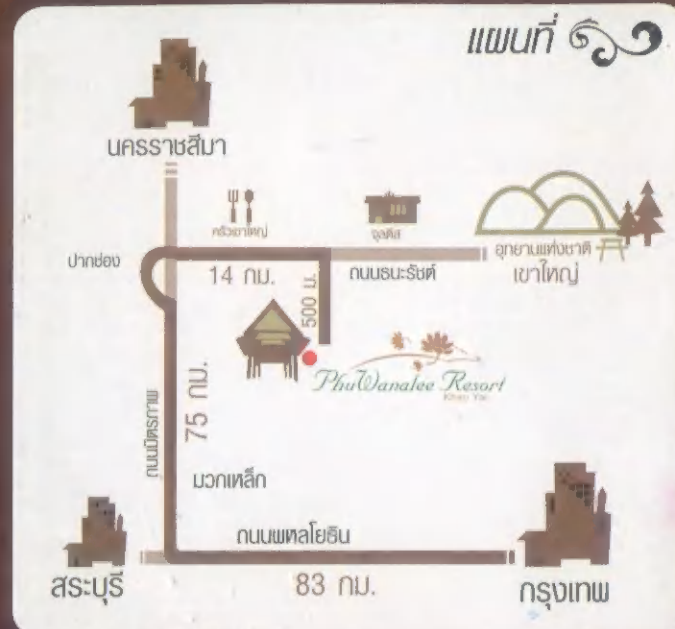 แผนที่
นครราชสีมา
ครัวเขาใหญ่
จุลดิส
อุทยานแห่งชาติ
เขาใหญ่
ปากช่อง
14 กม.
ถนนธนะรัชต์
500 ม.
PhuWanalee Resort
Khao Yai
ถนนมิตรภาพ
75 กม.
มวกเหล็ก
ถนนพหลโยธิน
สระบุรี
83 กม.
กรุงเทพ